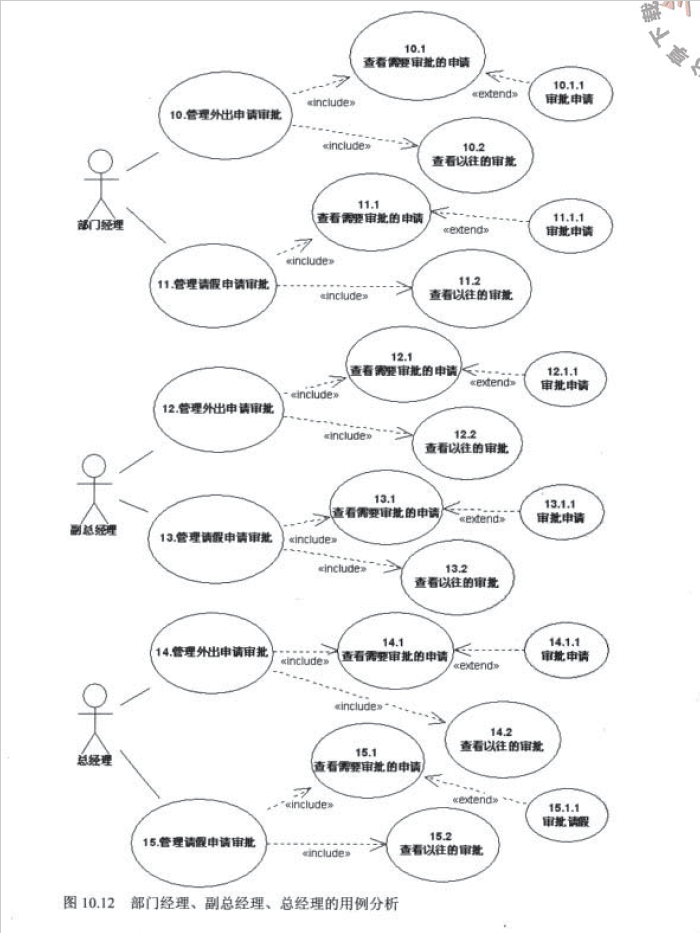 10.1
查看需要审批的申请
10.1.1
审批申请
«include»
«extend»
10.管理外出申请审批
«include»
10.2
查看以往的审批
部门经理
11.1
查看需要审批的申请
11.1.1
审批申请
«extend»
«include»
11.管理请假申请审批
«include»
11.2
查看以往的审批
12.1
查看需要审批的申请
12.1.1
审批申请
«extend»
«include»
12.管理外出申请审批
«include»
12.2
查看以往的审批
副总经理
13.1
查看需要审批的申请
13.1.1
审批申请
«extend»
«include»
13.管理请假申请审批
«include»
13.2
查看以往的审批
14.1
查看需要审批的申请
14.1.1
审批申请
«extend»
«include»
14.管理外出申请审批
«include»
14.2
查看以往的审批
总经理
15.1
查看需要审批的申请
«extend»
15.1.1
审批请假
«include»
15.管理请假申请审批
«include»
15.2
查看以往的审批
图 10.12 部门经理、副总经理、总经理的用例分析
下载